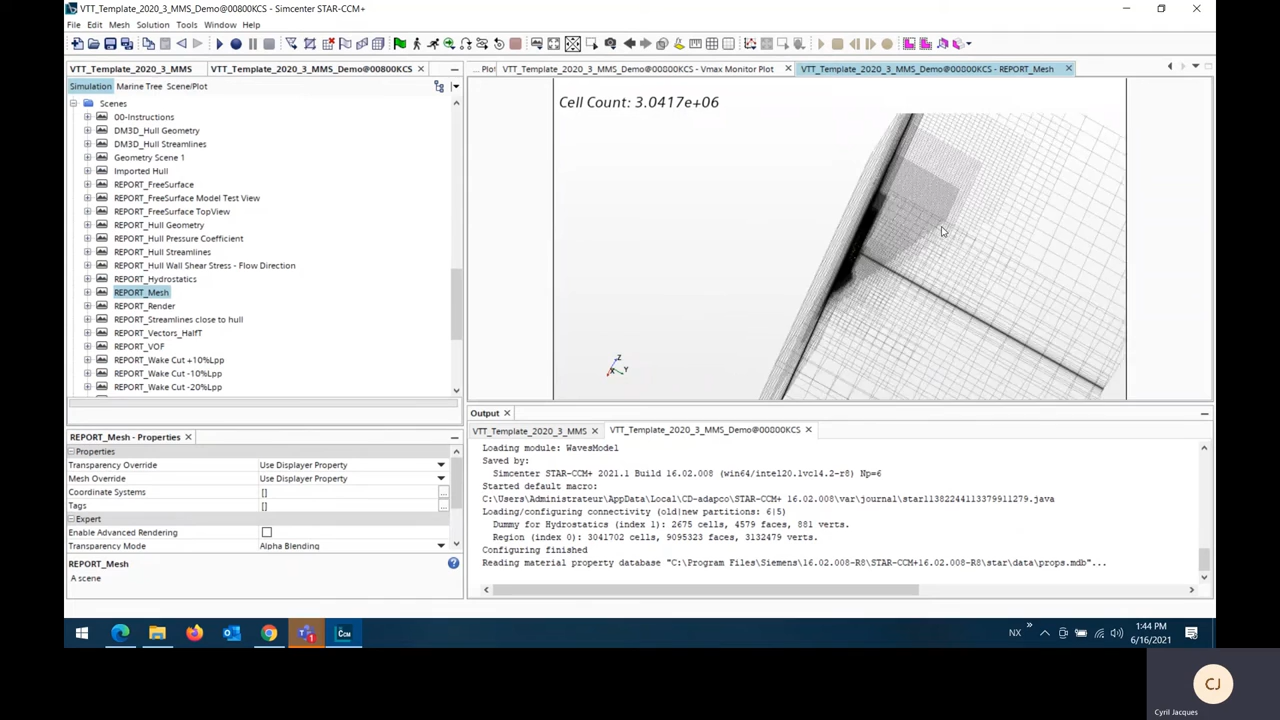 VTT_Template_2020_3_MMS_Demo@00800KCS - Simcenter STAR-CCM+
File Edit Mesh Solution Tools Window Help
VTT_Template_2020_3_MMS VTT_Template_2020_3_MMS_Demo@00800KCS
... Plot VTT_Template_2020_3_MMS_Demo@00800KCS - Vmax Monitor Plot VTT_Template_2020_3_MMS_Demo@00800KCS - REPORT_Mesh
Simulation Marine Tree Scene/Plot
Scenes
00-Instructions
DM3D_Hull Geometry
DM3D_Hull Streamlines
Geometry Scene 1
Imported Hull
REPORT_FreeSurface
REPORT_FreeSurface Model Test View
REPORT_FreeSurface TopView
REPORT_Hull Geometry
REPORT_Hull Pressure Coefficient
REPORT_Hull Streamlines
REPORT_Hull Wall Shear Stress - Flow Direction
REPORT_Hydrostatics
REPORT_Mesh
REPORT_Render
REPORT_Streamlines close to hull
REPORT_Vectors_HalfT
REPORT_VOF
REPORT_Wake Cut +10%Lpp
REPORT_Wake Cut -10%Lpp
REPORT_Wake Cut -20%Lpp
Cell Count: 3.0417e+06
Z
X Y
REPORT_Mesh - Properties
Properties
Transparency Override Use Displayer Property
Mesh Override Use Displayer Property
Coordinate Systems []
Tags []
Expert
Enable Advanced Rendering
Transparency Mode Alpha Blending
REPORT_Mesh
A scene
Output
VTT_Template_2020_3_MMS VTT_Template_2020_3_MMS_Demo@00800KCS
Loading module: WavesModel
Saved by:
Simcenter STAR-CCM+ 2021.1 Build 16.02.008 (win64/intel20.1vc14.2-r8) Np=6
Started default macro:
C:\Users\Administrateur\AppData\Local\CD-adapco\STAR-CCM+ 16.02.008\var\journal\star11382244113379911279.java
Loading/configuring connectivity (old|new partitions: 6|5)
Dummy for Hydrostatics (index 1): 2675 cells, 4579 faces, 881 verts.
Region (index 0): 3041702 cells, 9095323 faces, 3132479 verts.
Configuring finished
Reading material property database "C:\Program Files\Siemens\16.02.008-R8\STAR-CCM+16.02.008-R8\star\data\props.mdb"...
NX
1:44 PM
6/16/2021
CJ
Cyril Jacques